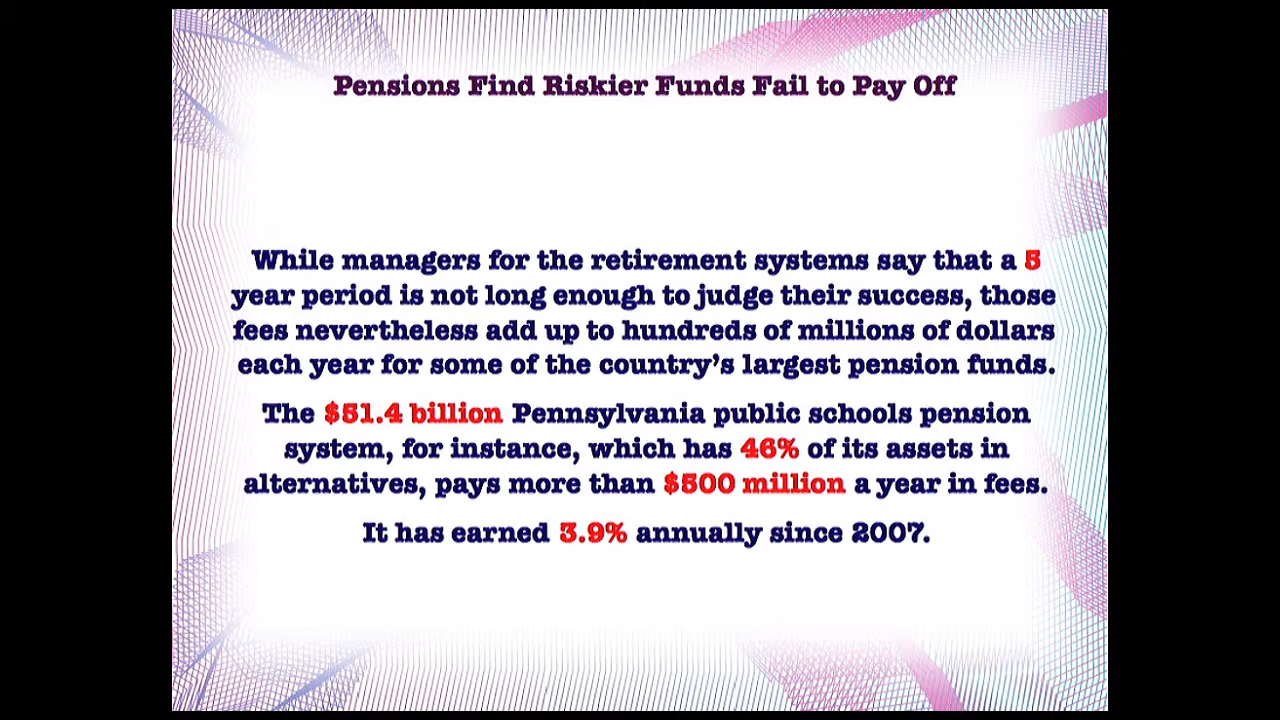 Pensions Find Riskier Funds Fail to Pay Off
While managers for the retirement systems say that a 5
year period is not long enough to judge their success, those
fees nevertheless add up to hundreds of millions of dollars
each year for some of the country's largest pension funds.
The $51.4 billion Pennsylvania public schools pension
system, for instance, which has 46% of its assets in
alternatives, pays more than $500 million a year in fees.
It has earned 3.9% annually since 2007.